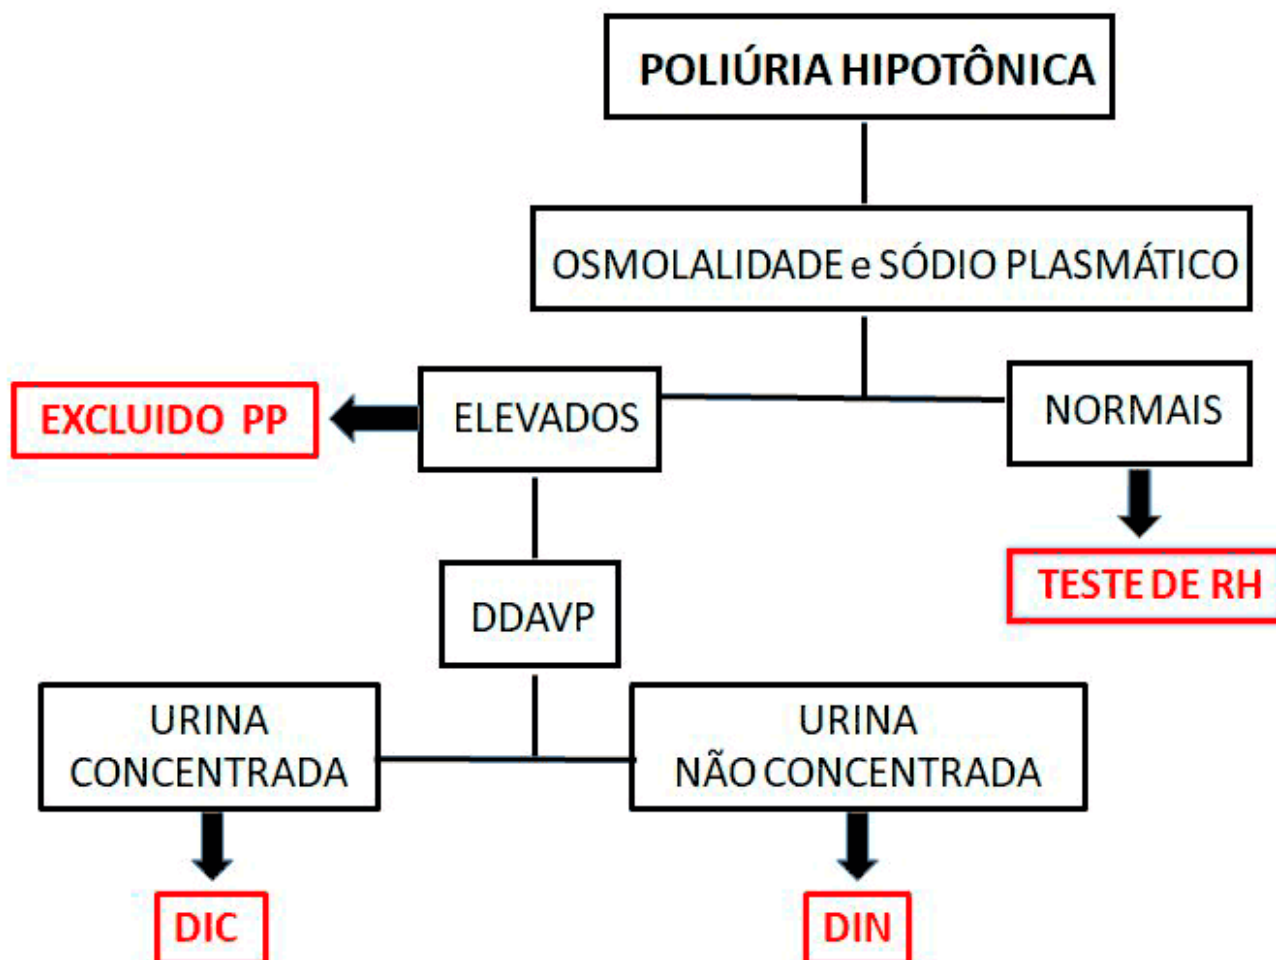 POLIÚRIA HIPOTÔNICA
OSMOLALIDADE e SÓDIO PLASMÁTICO
EXCLUIDO PP
ELEVADOS
NORMAIS
TESTE DE RH
DDAVP
URINA
CONCENTRADA
URINA
NÃO CONCENTRADA
DIC
DIN